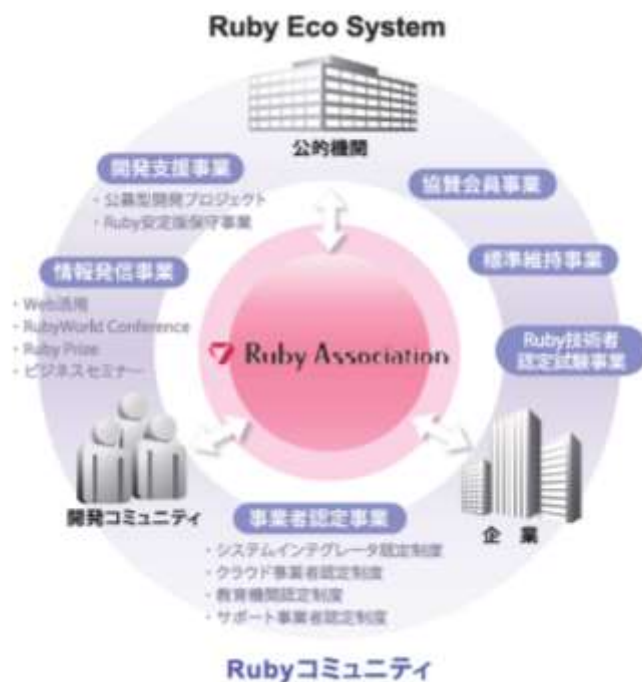 Ruby Eco System
公的機関
開発支援事業
・公募型開発プロジェクト
・Ruby安定版保守事業
協賛会員事業
情報発信事業
・Web活用
・RubyWorld Conference
・Ruby Prize
・ビジネスセミナー
標準維持事業
Ruby Association
Ruby技術者
認定試験事業
開発コミュニティ
事業者認定事業
・システムインテグレータ認定制度
・クラウド事業者認定制度
・教育機関認定制度
・サポート事業者認定制度
企 業
Rubyコミュニティ